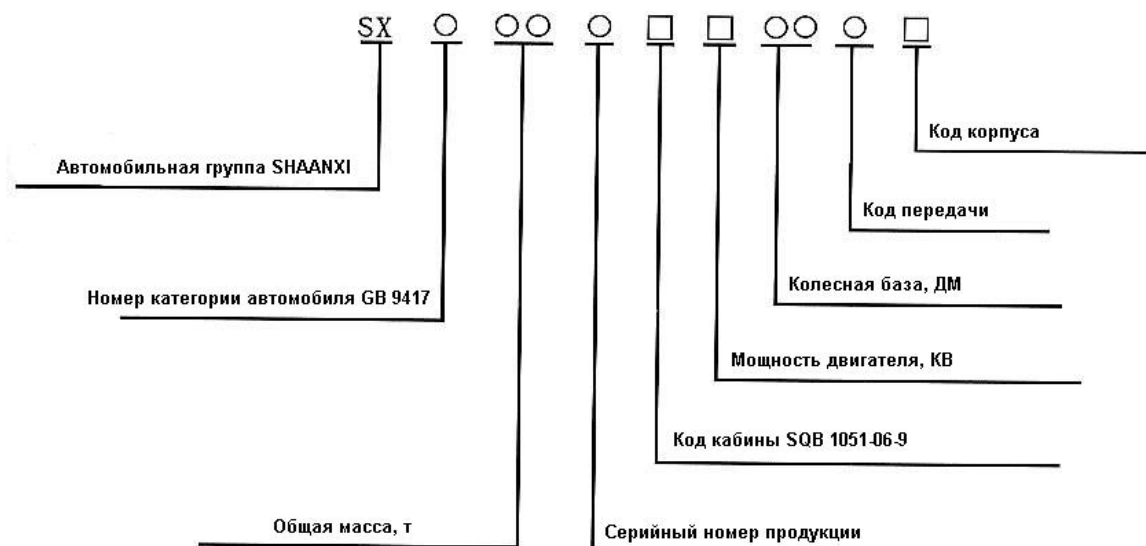 SX ○ ○○ ○ □ □ ○○ ○ □
Код корпуса
Автомобильная группа SHAANXI
Код передачи
Колесная база, ДМ
Номер категории автомобиля GB 9417
Мощность двигателя, КВ
Код кабины SQB 1051-06-9
Общая масса, т
Серийный номер продукции